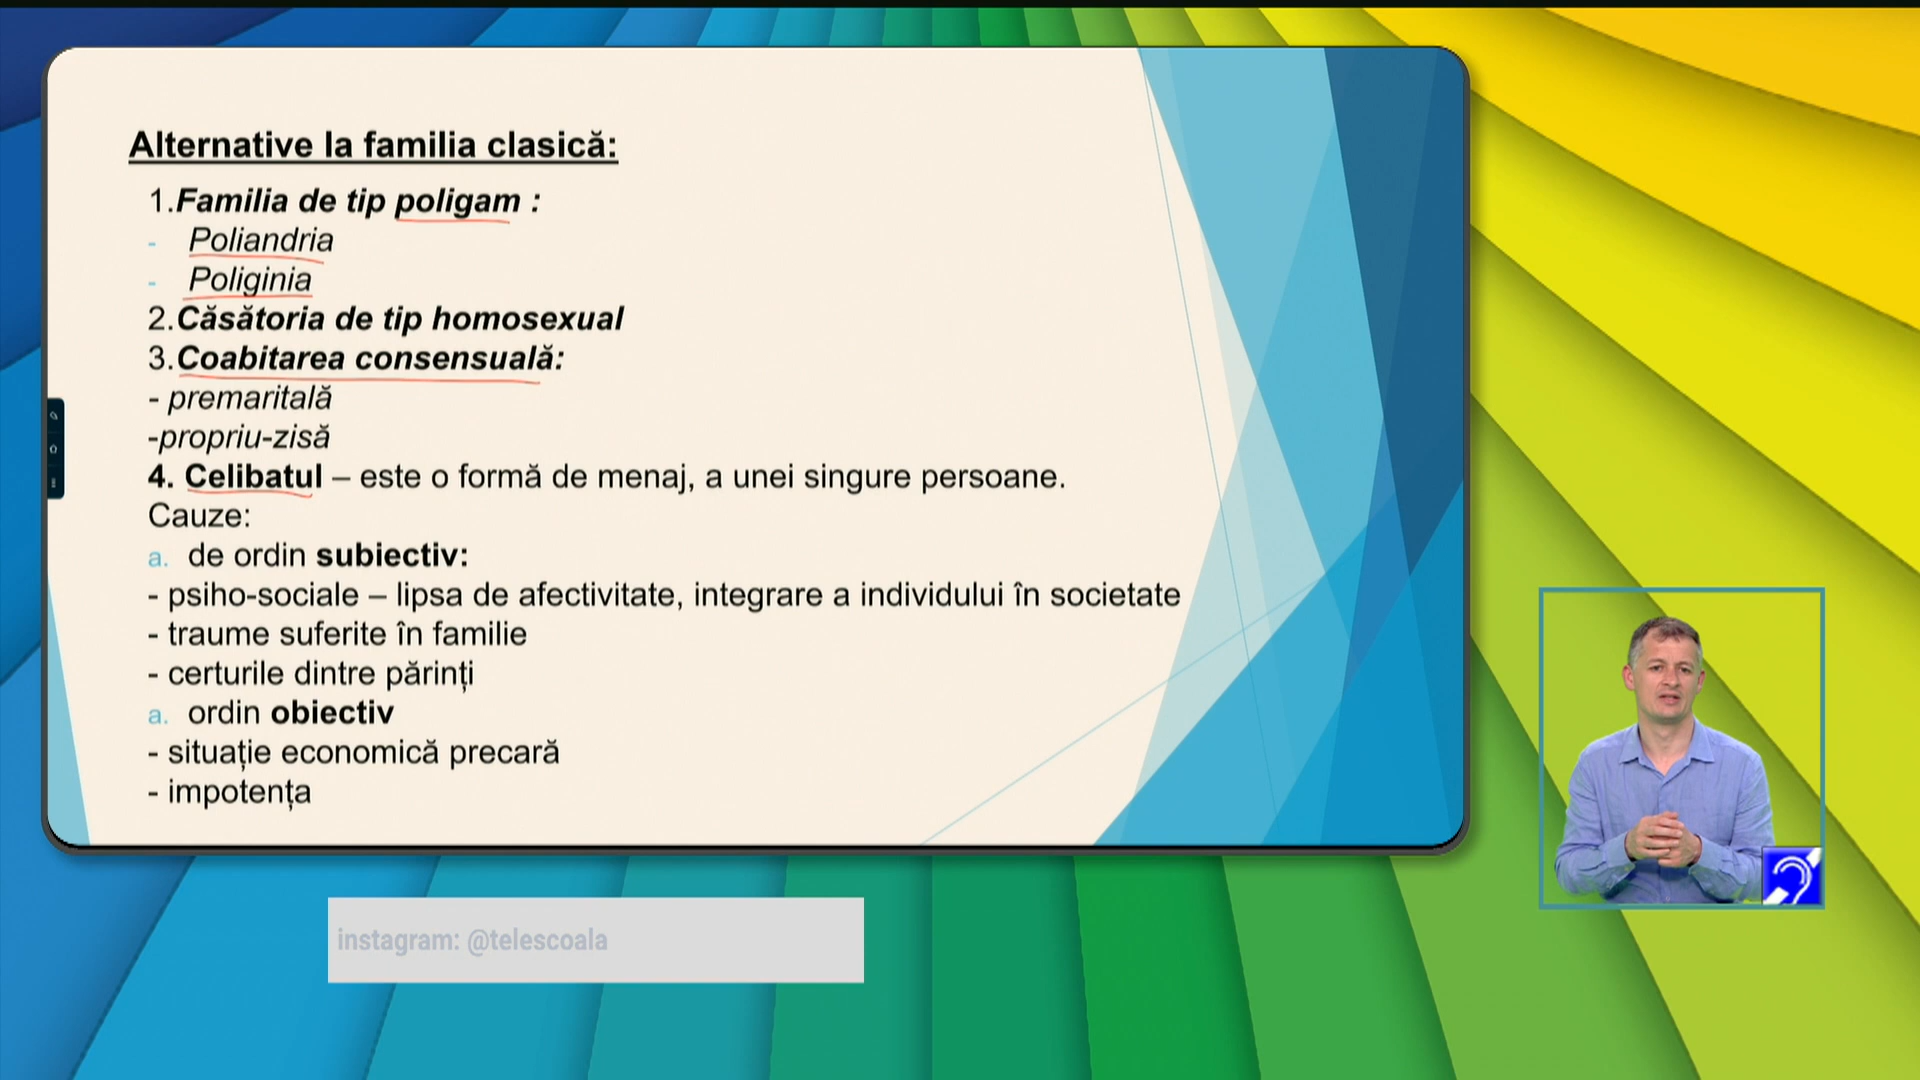 Alternative la familia clasică:
1.Familia de tip poligam :
- Poliandria
- Poliginia
2.Căsătoria de tip homosexual
3.Coabitarea consensuală:
- premaritală
-propriu-zisă
4. Celibatul – este o formă de menaj, a unei singure persoane.
Cauze:
a. de ordin subiectiv:
- psiho-sociale – lipsa de afectivitate, integrare a individului în societate
- traume suferite în familie
- certurile dintre părinți
a. ordin obiectiv
- situație economică precară
- impotența
instagram: @telescoala